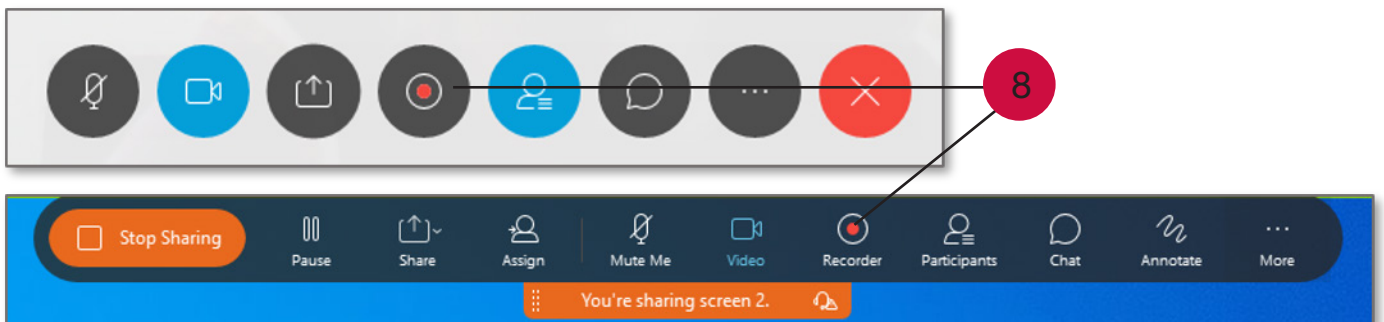 8
Stop Sharing
Pause
Share
Assign
Mute Me
Video
Recorder
Participants
Chat
Annotate
More
You're sharing screen 2.